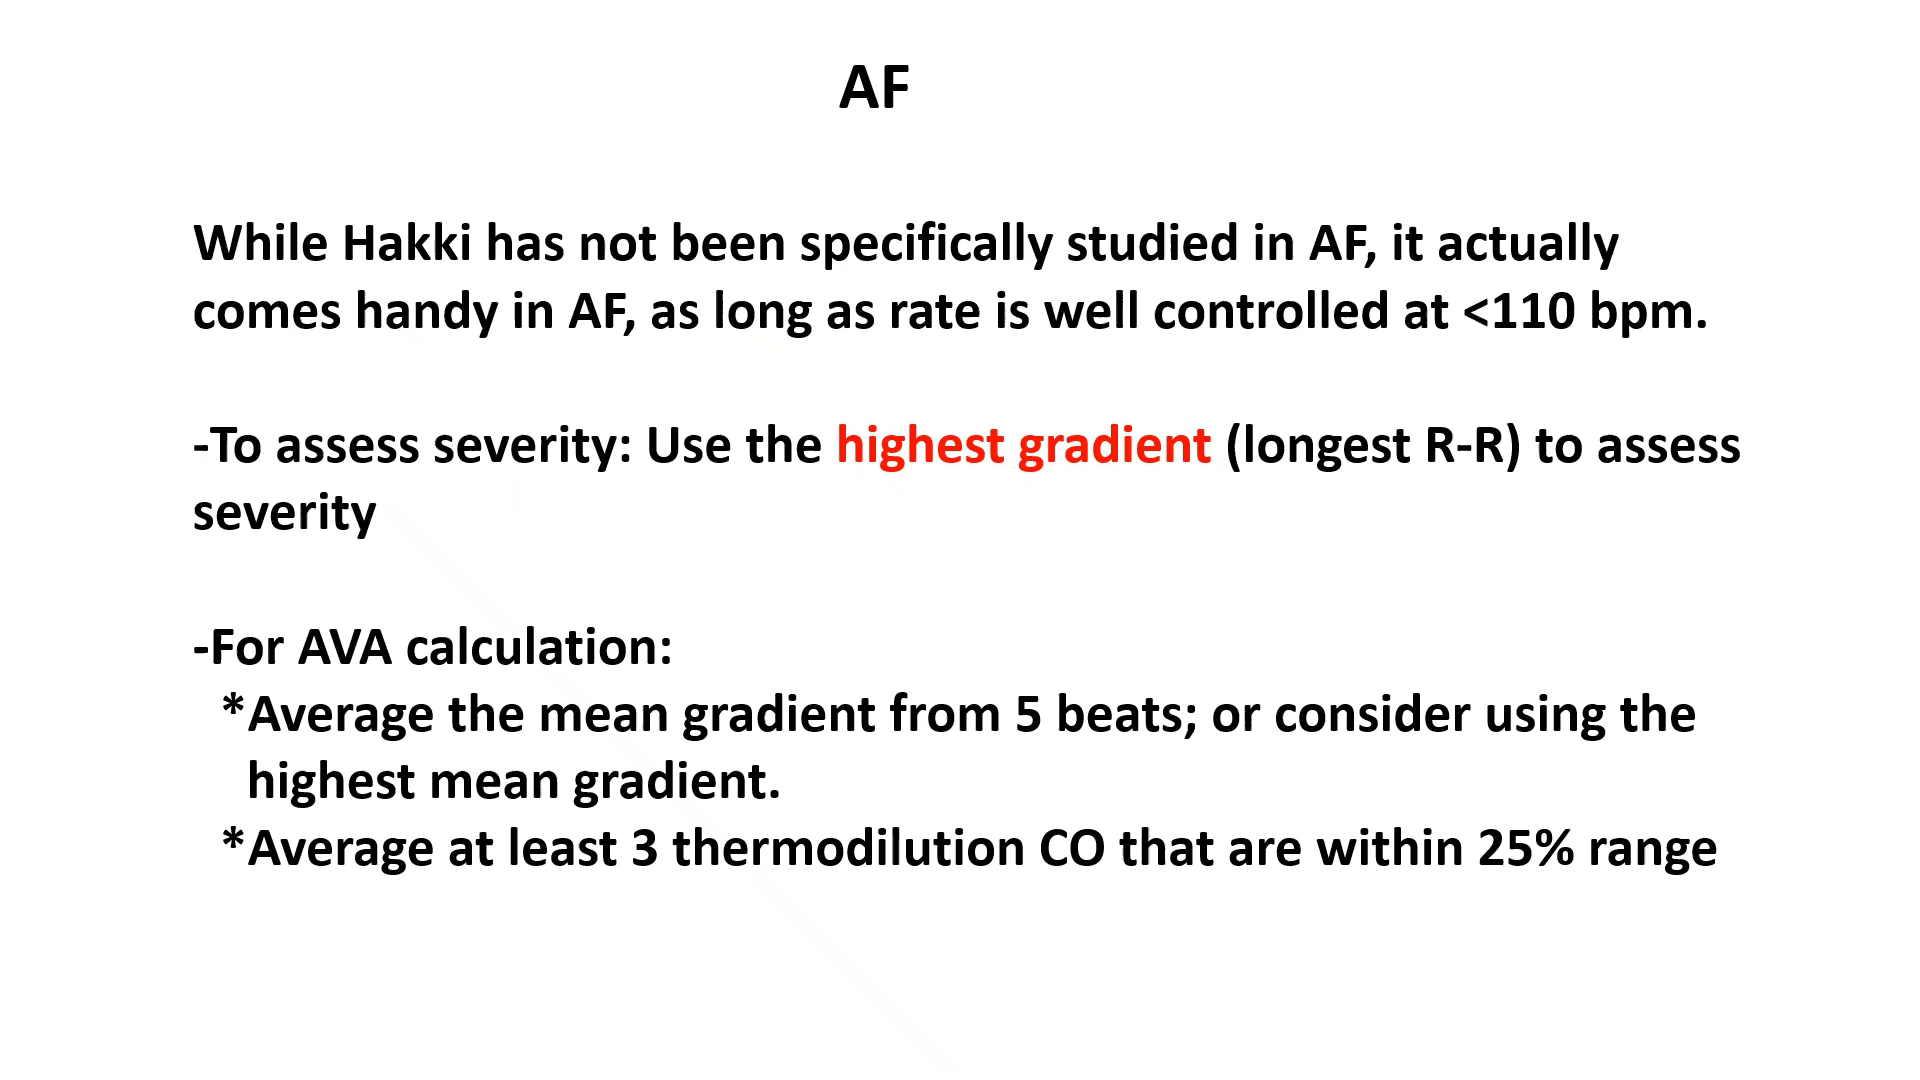 AF
While Hakki has not been specifically studied in AF, it actually
comes handy in AF, as long as rate is well controlled at <110 bpm.
-To assess severity: Use the highest gradient (longest R-R) to assess
severity
-For AVA calculation:
*Average the mean gradient from 5 beats; or consider using the
highest mean gradient.
*Average at least 3 thermodilution CO that are within 25% range